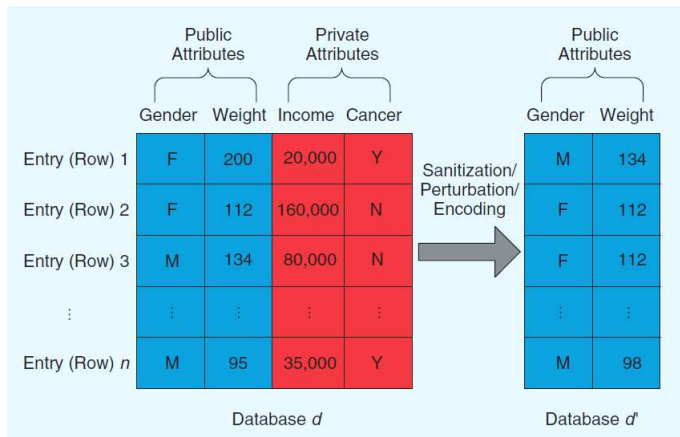 Public Attributes Private Attributes Public Attributes
Gender Weight Income Cancer Gender Weight
Entry (Row) 1 F 200 20,000 Y M 134
Sanitization/
Perturbation/
Encoding
Entry (Row) 2 F 112 160,000 N F 112
Entry (Row) 3 M 134 80,000 N F 112
⋮ ⋮ ⋮ ⋮ ⋮ ⋮ ⋮
Entry (Row) n M 95 35,000 Y M 98
Database d Database d'